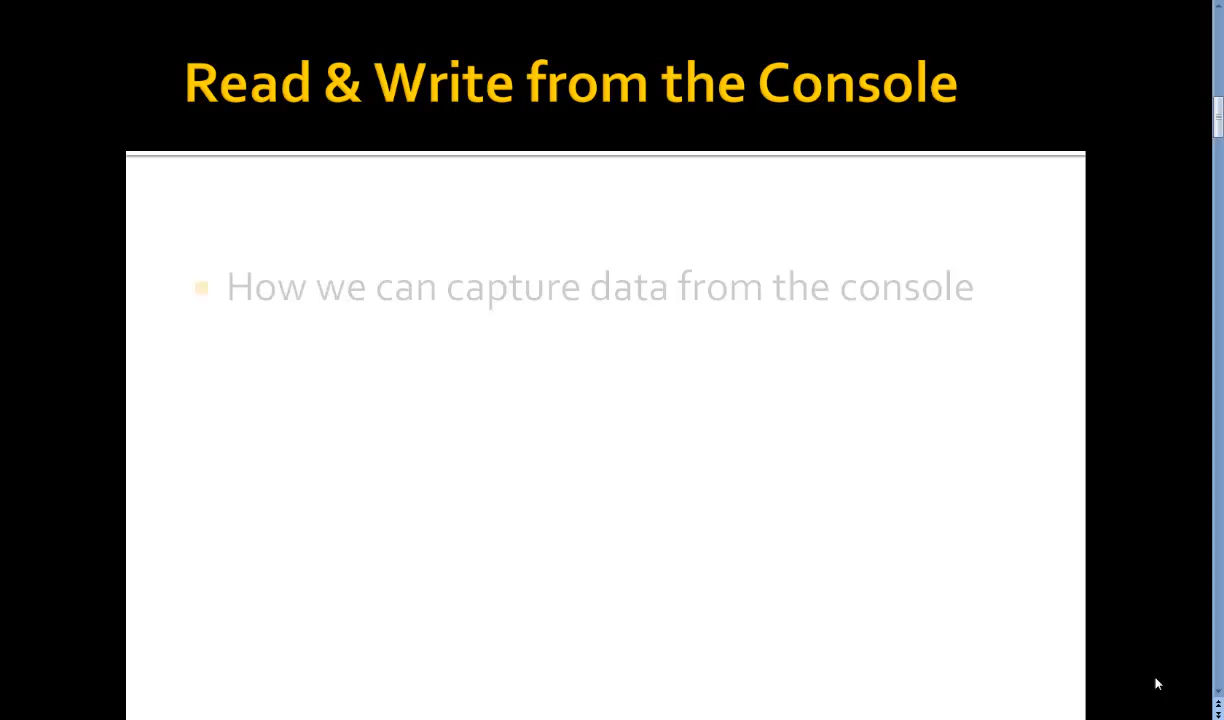 Read & Write from the Console
How we can capture data from the console